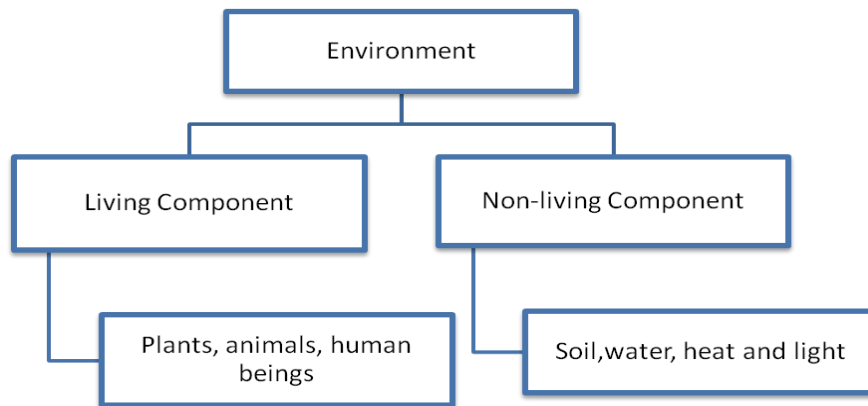 Environment
Living Component
Non-living Component
Plants, animals, human
beings
Soil,water, heat and light